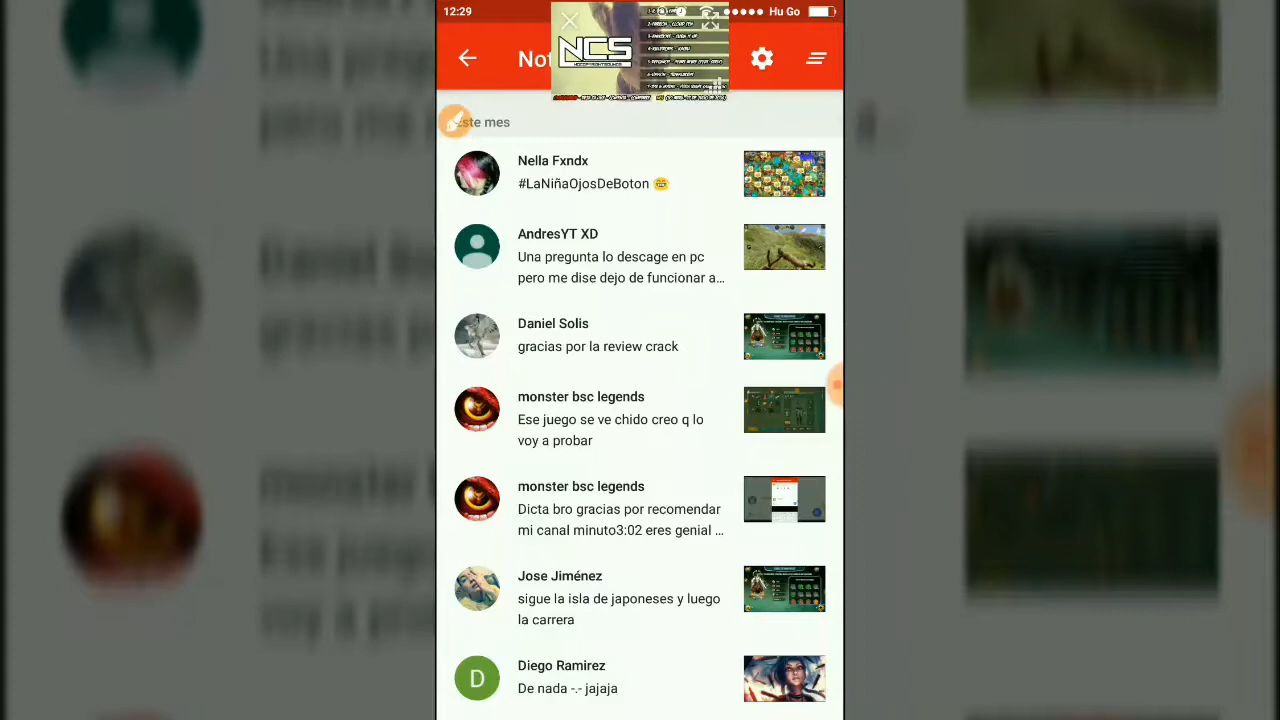 12:29
Hu Go
Not
NCS
ste mes
Nella Fxndx
#LaNiñaOjosDeBoton 😁
AndresYT XD
Una pregunta lo descage en pc
pero me dise dejo de funcionar a…
Daniel Solis
gracias por la review crack
monster bsc legends
Ese juego se ve chido creo q lo
voy a probar
monster bsc legends
Dicta bro gracias por recomendar
mi canal minuto3:02 eres genial …
Jose Jiménez
sigue la isla de japoneses y luego
la carrera
D
Diego Ramirez
De nada -.- jajaja